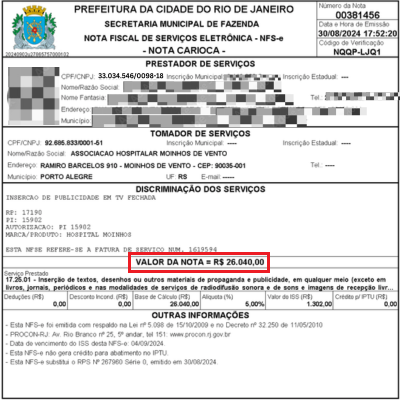 PREFEITURA DA CIDADE DO RIO DE JANEIRO
SECRETARIA MUNICIPAL DE FAZENDA
NOTA FISCAL DE SERVIÇOS ELETRÔNICA - NFS-e
- NOTA CARIOCA -
Número da Nota
00381456
Data e Hora de Emissão
30/08/2024 17:52:20
Código de Verificação
NQQP-LJQ1
PRESTADOR DE SERVIÇOS
CPF/CNPJ: 33.034.546/0098-18 Inscrição Municipal: Inscrição Estadual: ----
Nome/Razão Social:
Nome Fantasia Tel.:
Endereço
Município
TOMADOR DE SERVIÇOS
CPF/CNPJ: 92.685.833/0001-51 Inscrição Municipal: ---- Inscrição Estadual: ----
Nome/Razão Social: ASSOCIACAO HOSPITALAR MOINHOS DE VENTO
Endereço: RAMIRO BARCELOS 910 - MOINHOS DE VENTO - CEP: 90035-001 Tel.: ----
Município: PORTO ALEGRE UF RS E-mail: -----
DISCRIMINAÇÃO DOS SERVIÇOS
INSERCAO DE PUBLICIDADE EM TV FECHADA
RP: 17190
PI: 15902
AUTORIZACAO PI: 15902
MARCA/PRODUTO: HOSPITAL MOINHOS
ESTA NFSE REFERE-SE A FATURA DE SERVICO NUM. 1619594
VALOR DA NOTA = R$ 26.040,00
Serviço Prestado
17.25.01 - Inserção de textos, desenhos ou outros materiais de propaganda e publicidade, em qualquer meio (exceto em
livros, jornais, periódicos e nas modalidades de serviços de radiodifusão sonora e de sons e imagens de recepção livr...
Deduções (R$) Desconto Incond. (R$) Base de Cálculo (R$) Alíquota (%) Valor do ISS (R$) Crédito p/ IPTU (R$)
0,00 0,00 26.040,00 5,00% 1.302,00 0,00
OUTRAS INFORMAÇÕES
- Esta NFS-e foi emitida com respaldo na Lei nº 5.098 de 15/10/2009 e no Decreto nº 32.250 de 11/05/2010
- PROCON-RJ: Av. Rio Branco nº 25, 5º andar, tel 151: www.procon.rj.gov.br
- Data de vencimento do ISS desta NFS-e: 04/09/2024.
- Esta NFS-e não gera crédito para abatimento no IPTU.
- Esta NFS-e substitui o RPS Nº 267960 Série 0, emitido em 30/08/2024.